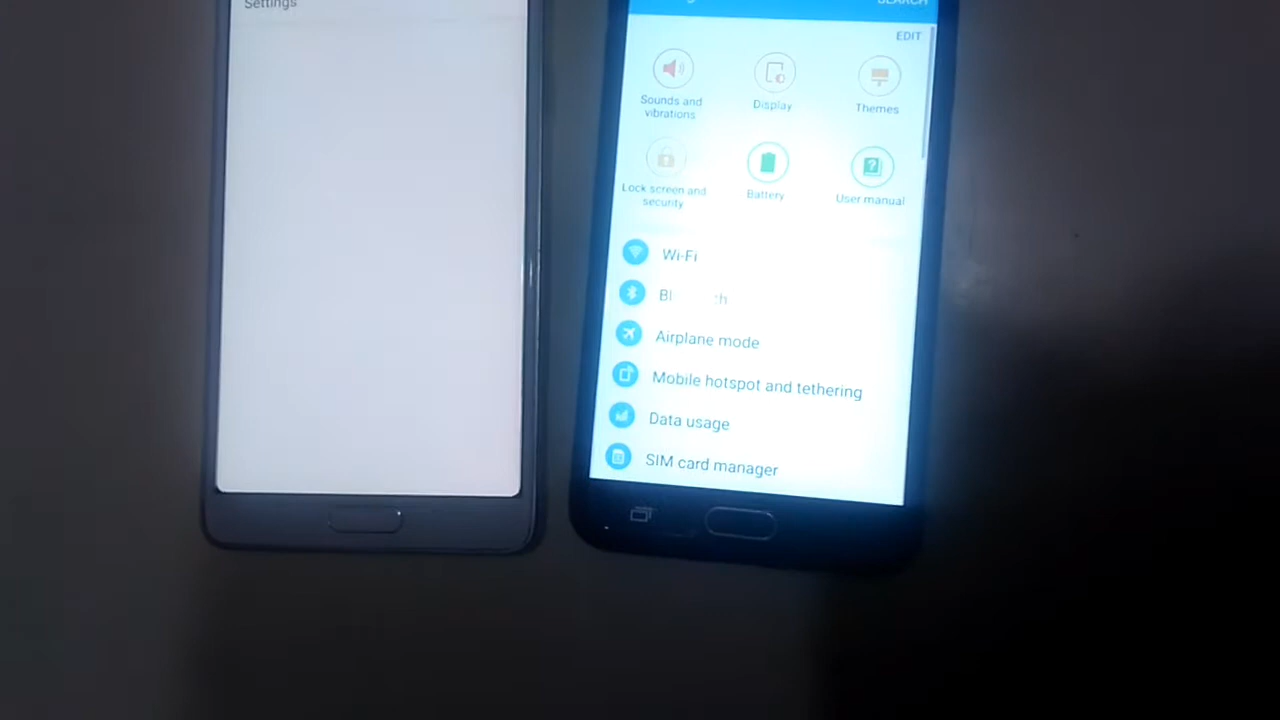 Settings
SEARCH
EDIT
Sounds and
vibrations
Display
Themes
Lock screen and
security
Battery
User manual
Wi-Fi
Airplane mode
Mobile hotspot and tethering
Data usage
SIM card manager